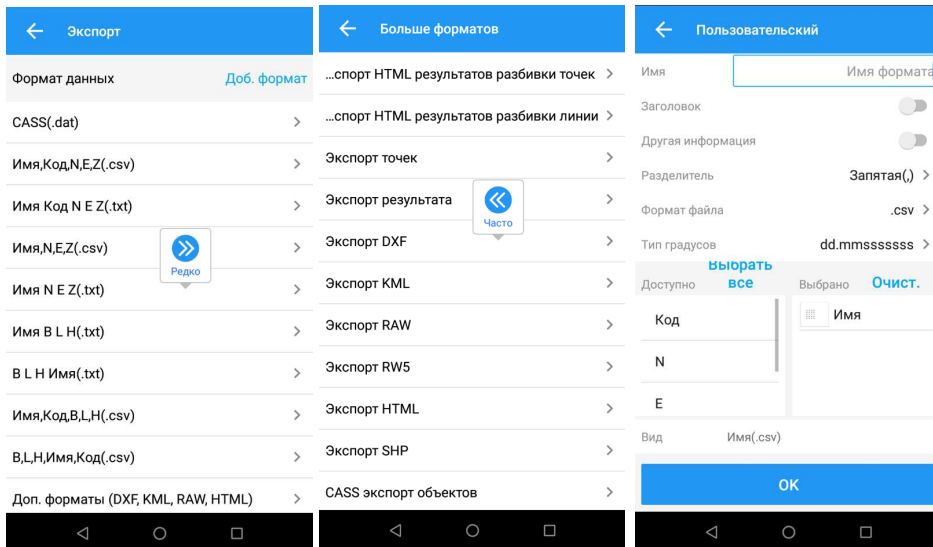 Экспорт
Формат данных Доб. формат
CASS(.dat)
Имя,Код,N,E,Z(.csv)
Имя Код N E Z(.txt)
Имя,N,E,Z(.csv)
Редко
Имя N E Z(.txt)
Имя B L H(.txt)
B L H Имя(.txt)
Имя,Код,B,L,H(.csv)
B,L,H,Имя,Код(.csv)
Доп. форматы (DXF, KML, RAW, HTML)
Больше форматов
...спорт HTML результатов разбивки точек
...спорт HTML результатов разбивки линии
Экспорт точек
Экспорт результата
Часто
Экспорт DXF
Экспорт KML
Экспорт RAW
Экспорт RW5
Экспорт HTML
Экспорт SHP
CASS экспорт объектов
Пользовательский
Имя Имя формата
Заголовок
Другая информация
Разделитель Запятая(,)
Формат файла .csv
Тип градусов dd.mmsssssss
Доступно Выбрать
все
Выбрано Очист.
Код
N
E
Имя
Вид Имя(.csv)
OK